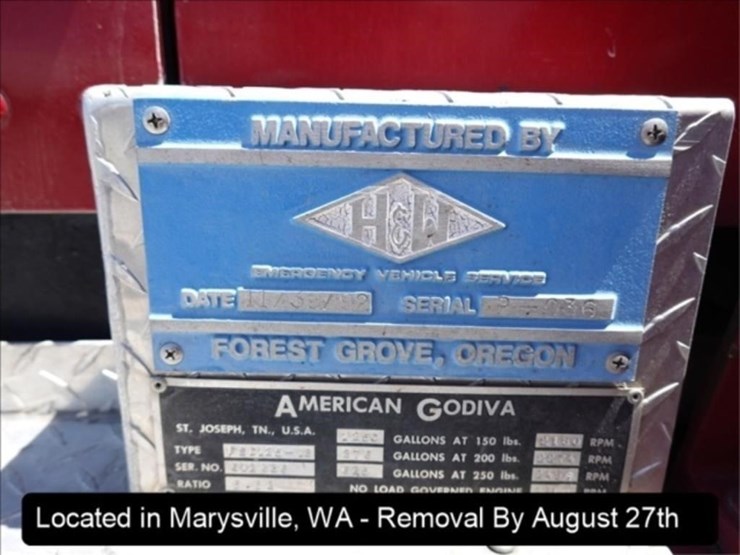 MANUFACTURED BY
H&W
EMERGENCY VEHICLE SERVICE
DATE SERIAL
FOREST GROVE, OREGON
AMERICAN GODIVA
ST. JOSEPH, TN., U.S.A. GALLONS AT 150 lbs. RPM
TYPE GALLONS AT 200 lbs. RPM
SER. NO. GALLONS AT 250 lbs. RPM
RATIO NO LOAD GOVERNED ENGINE RPM
Located in Marysville, WA - Removal By August 27th